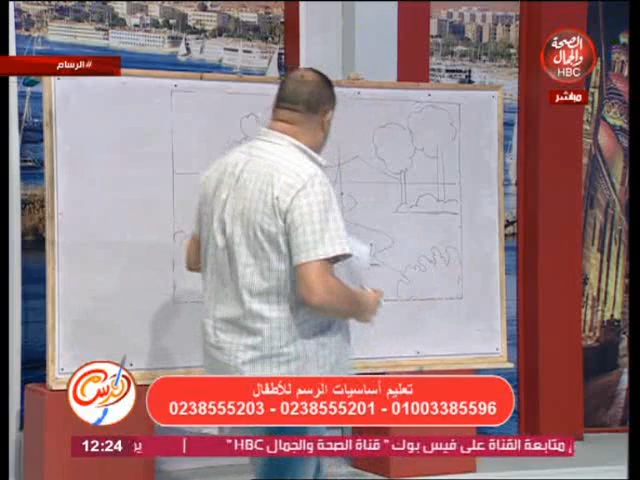 الصحة
والجمال
HBC
مباشر
#الرسام
تعليم أساسيات الرسم للأطفال
0238555203 - 0238555201 - 01003385596
متابعة القناة على فيس بوك " قناة الصحة والجمال HBC"
12:24